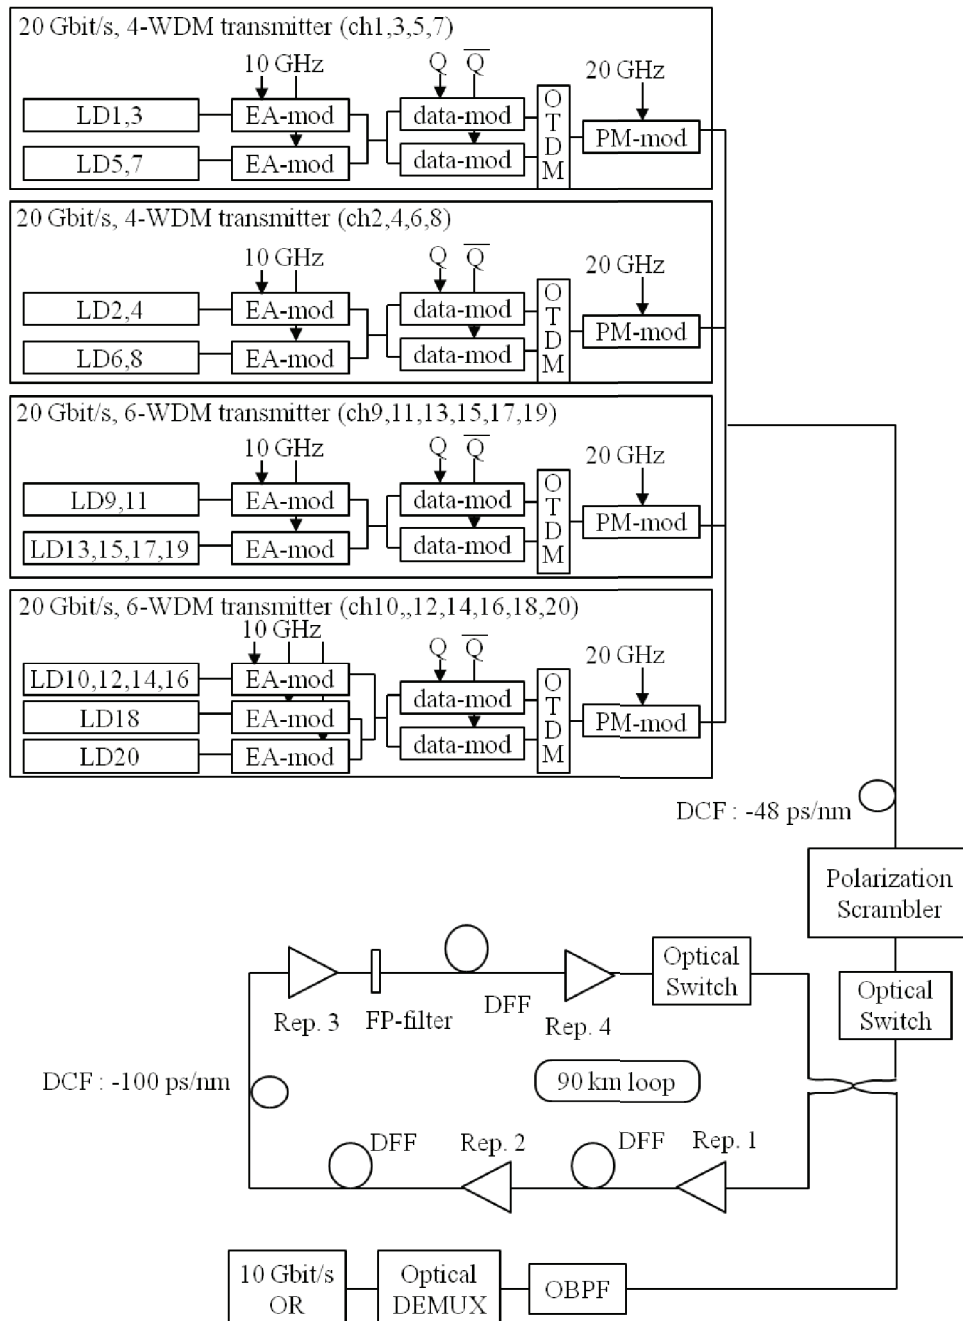 20 Gbit/s, 4-WDM transmitter (ch1,3,5,7)
10 GHz
Q
Q
20 GHz
LD1,3
EA-mod
data-mod
OTDM
PM-mod
LD5,7
EA-mod
data-mod
20 Gbit/s, 4-WDM transmitter (ch2,4,6,8)
10 GHz
Q
Q
20 GHz
LD2,4
EA-mod
data-mod
OTDM
PM-mod
LD6,8
EA-mod
data-mod
20 Gbit/s, 6-WDM transmitter (ch9,11,13,15,17,19)
10 GHz
Q
Q
20 GHz
LD9,11
EA-mod
data-mod
OTDM
PM-mod
LD13,15,17,19
EA-mod
data-mod
20 Gbit/s, 6-WDM transmitter (ch10,,12,14,16,18,20)
10 GHz
Q
Q
20 GHz
LD10,12,14,16
EA-mod
data-mod
OTDM
PM-mod
LD18
EA-mod
data-mod
LD20
EA-mod
DCF : -48 ps/nm
Polarization
Scrambler
Optical
Switch
Optical
Switch
Rep. 3
FP-filter
DFF
Rep. 4
DCF : -100 ps/nm
90 km loop
DFF
Rep. 2
DFF
Rep. 1
10 Gbit/s
OR
Optical
DEMUX
OBPF